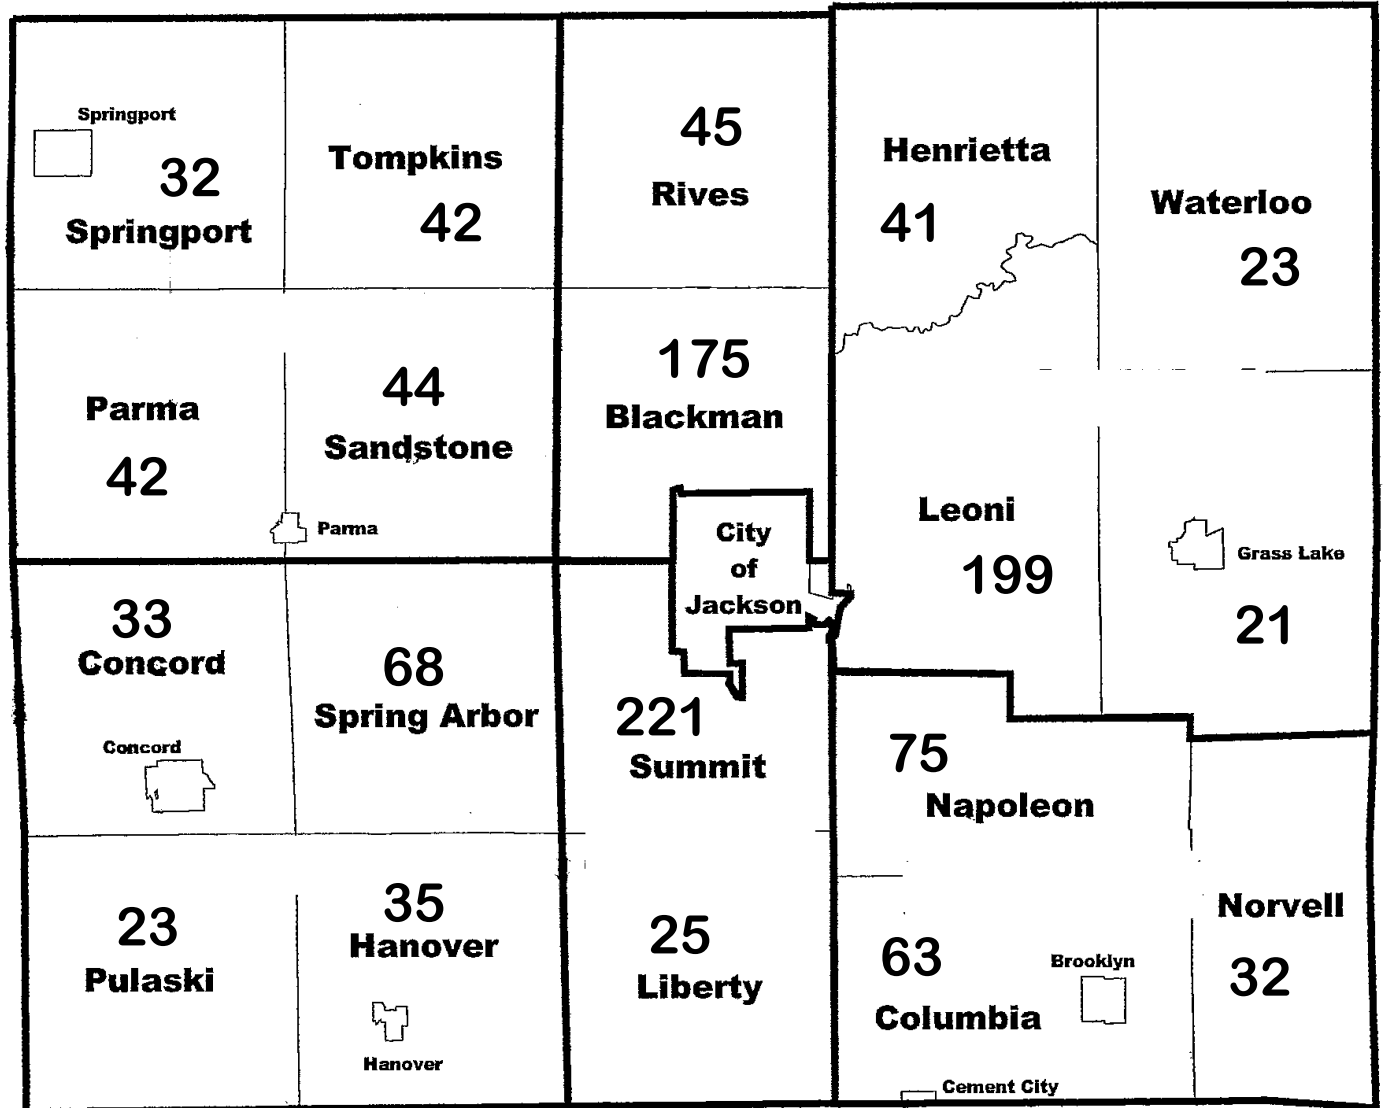 Springport
32
Springport
Tompkins
42
45
Rives
Henrietta
41
Waterloo
23
Parma
42
44
Sandstone
Parma
175
Blackman
City
of
Jackson
Leoni
199
Grass Lake
21
33
Concord
Concord
68
Spring Arbor
221
Summit
75
Napoleon
23
Pulaski
35
Hanover
Hanover
25
Liberty
63
Columbia
Brooklyn
Cement City
Norvell
32